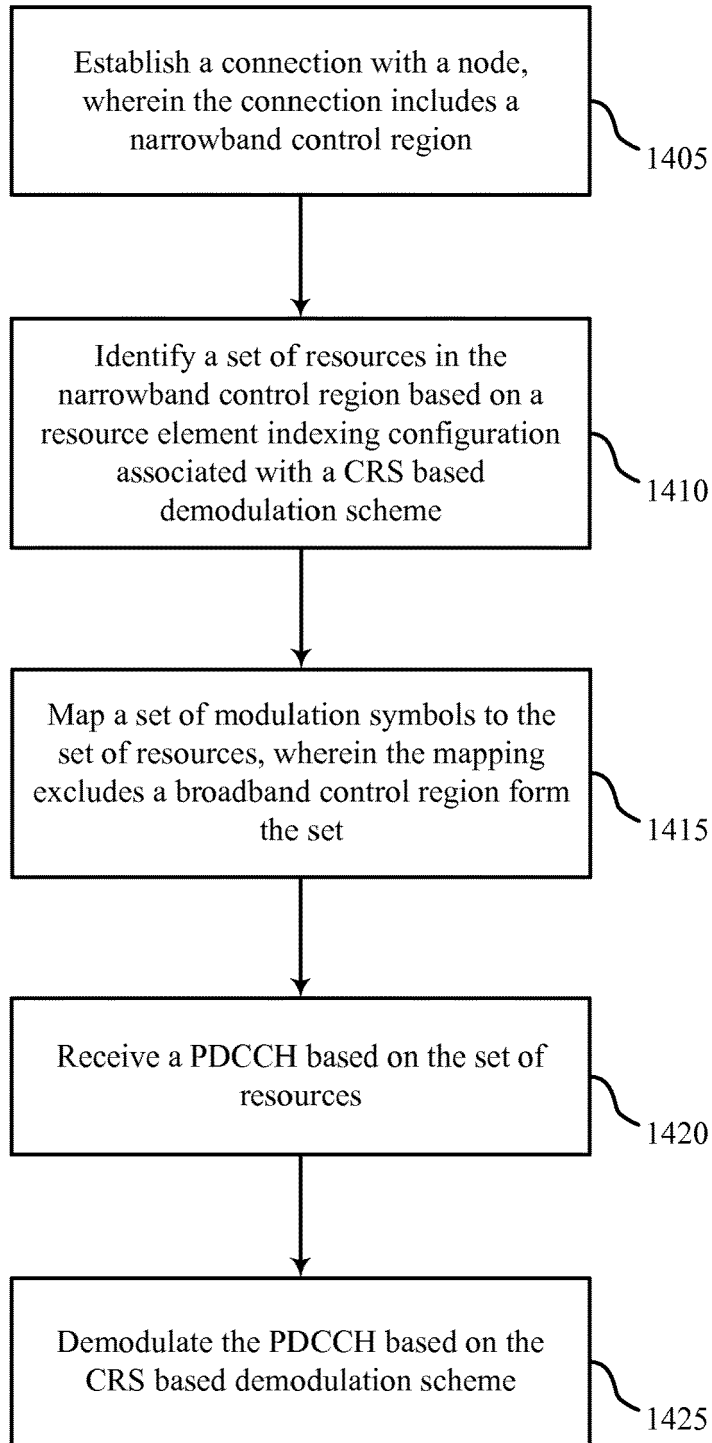 Establish a connection with a node,
wherein the connection includes a
narrowband control region
1405
Identify a set of resources in the
narrowband control region based on a
resource element indexing configuration
associated with a CRS based
demodulation scheme
1410
Map a set of modulation symbols to the
set of resources, wherein the mapping
excludes a broadband control region form
the set
1415
Receive a PDCCH based on the set of
resources
1420
Demodulate the PDCCH based on the
CRS based demodulation scheme
1425